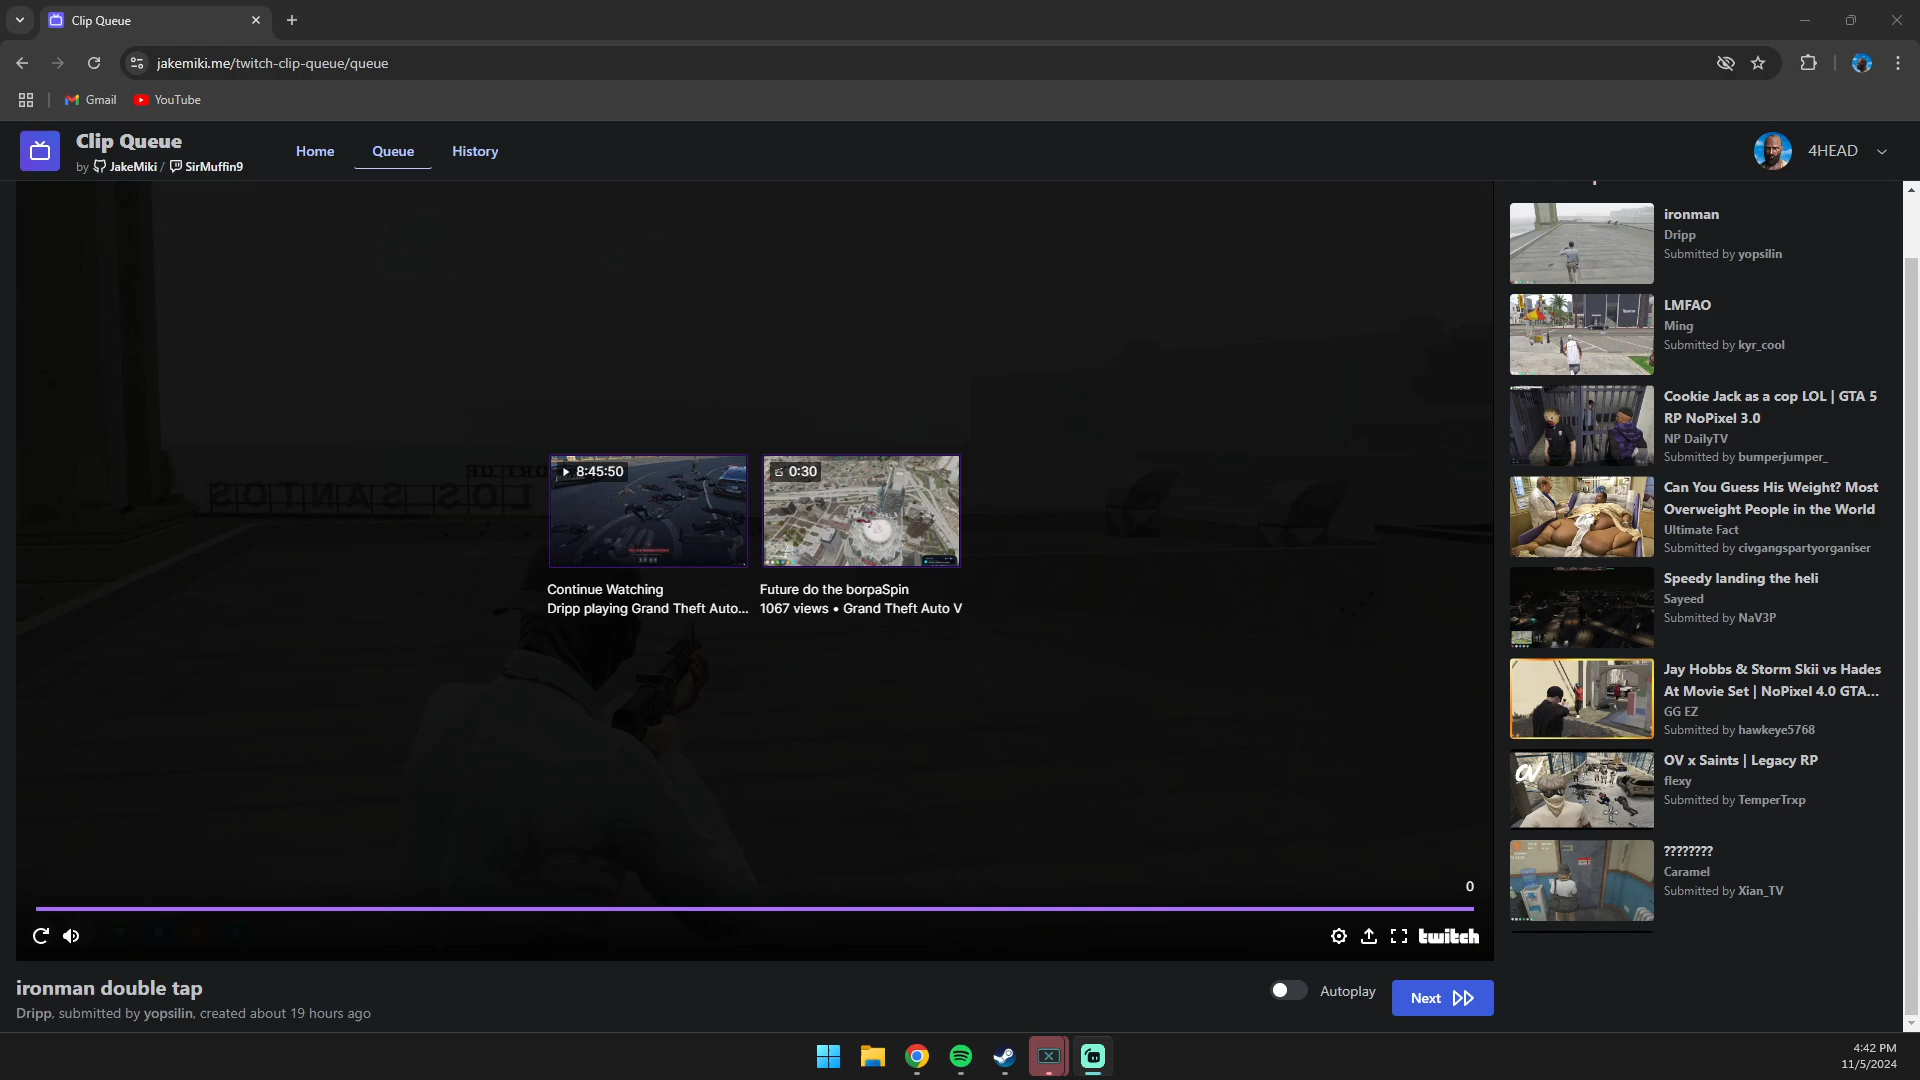 Clip Queue
jakemiki.me/twitch-clip-queue/queue
Gmail
YouTube
Clip Queue
by JakeMiki / SirMuffin9
Home
Queue
History
4HEAD
LOS SANTOS
8:45:50
Continue Watching
Dripp playing Grand Theft Auto...
0:30
Future do the borpaSpin
1067 views • Grand Theft Auto V
0
twitch
ironman double tap
Dripp, submitted by yopsilin, created about 19 hours ago
Autoplay
Next
ironman
Dripp
Submitted by yopsilin
LMFAO
Ming
Submitted by kyr_cool
Cookie Jack as a cop LOL | GTA 5
RP NoPixel 3.0
NP DailyTV
Submitted by bumperjumper_
Can You Guess His Weight? Most
Overweight People in the World
Ultimate Fact
Submitted by civgangspartyorganiser
Speedy landing the heli
Sayeed
Submitted by NaV3P
Jay Hobbs & Storm Skii vs Hades
At Movie Set | NoPixel 4.0 GTA...
GG EZ
Submitted by hawkeye5768
OV
OV x Saints | Legacy RP
flexy
Submitted by TemperTrxp
????????
Caramel
Submitted by Xian_TV
4:42 PM
11/5/2024